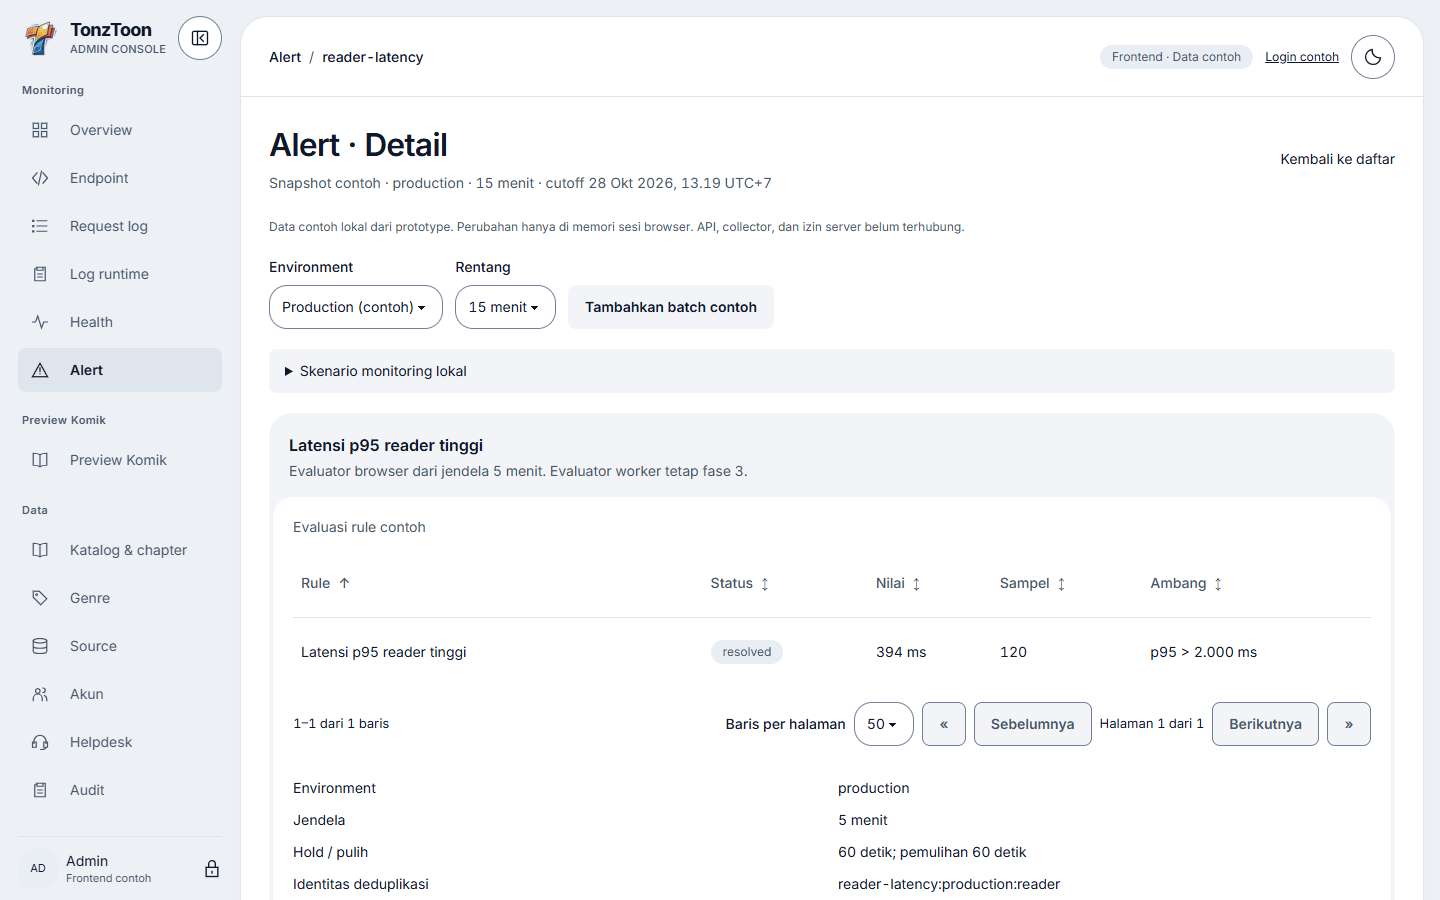 TonzToon
ADMIN CONSOLE
Monitoring
Overview
Endpoint
Request log
Log runtime
Health
Alert
Preview Komik
Preview Komik
Data
Katalog & chapter
Genre
Source
Akun
Helpdesk
Audit
AD
Admin
Frontend contoh
Alert / reader-latency
Frontend · Data contoh
Login contoh
Alert · Detail
Kembali ke daftar
Snapshot contoh · production · 15 menit · cutoff 28 Okt 2026, 13.19 UTC+7
Data contoh lokal dari prototype. Perubahan hanya di memori sesi browser. API, collector, dan izin server belum terhubung.
Environment Rentang
Production (contoh) 15 menit Tambahkan batch contoh
Skenario monitoring lokal
Latensi p95 reader tinggi
Evaluator browser dari jendela 5 menit. Evaluator worker tetap fase 3.
Evaluasi rule contoh
Rule ↑ Status ↕ Nilai ↕ Sampel ↕ Ambang ↕
Latensi p95 reader tinggi resolved 394 ms 120 p95 > 2.000 ms
1–1 dari 1 baris Baris per halaman 50 « Sebelumnya Halaman 1 dari 1 Berikutnya »
Environment production
Jendela 5 menit
Hold / pulih 60 detik; pemulihan 60 detik
Identitas deduplikasi reader-latency:production:reader